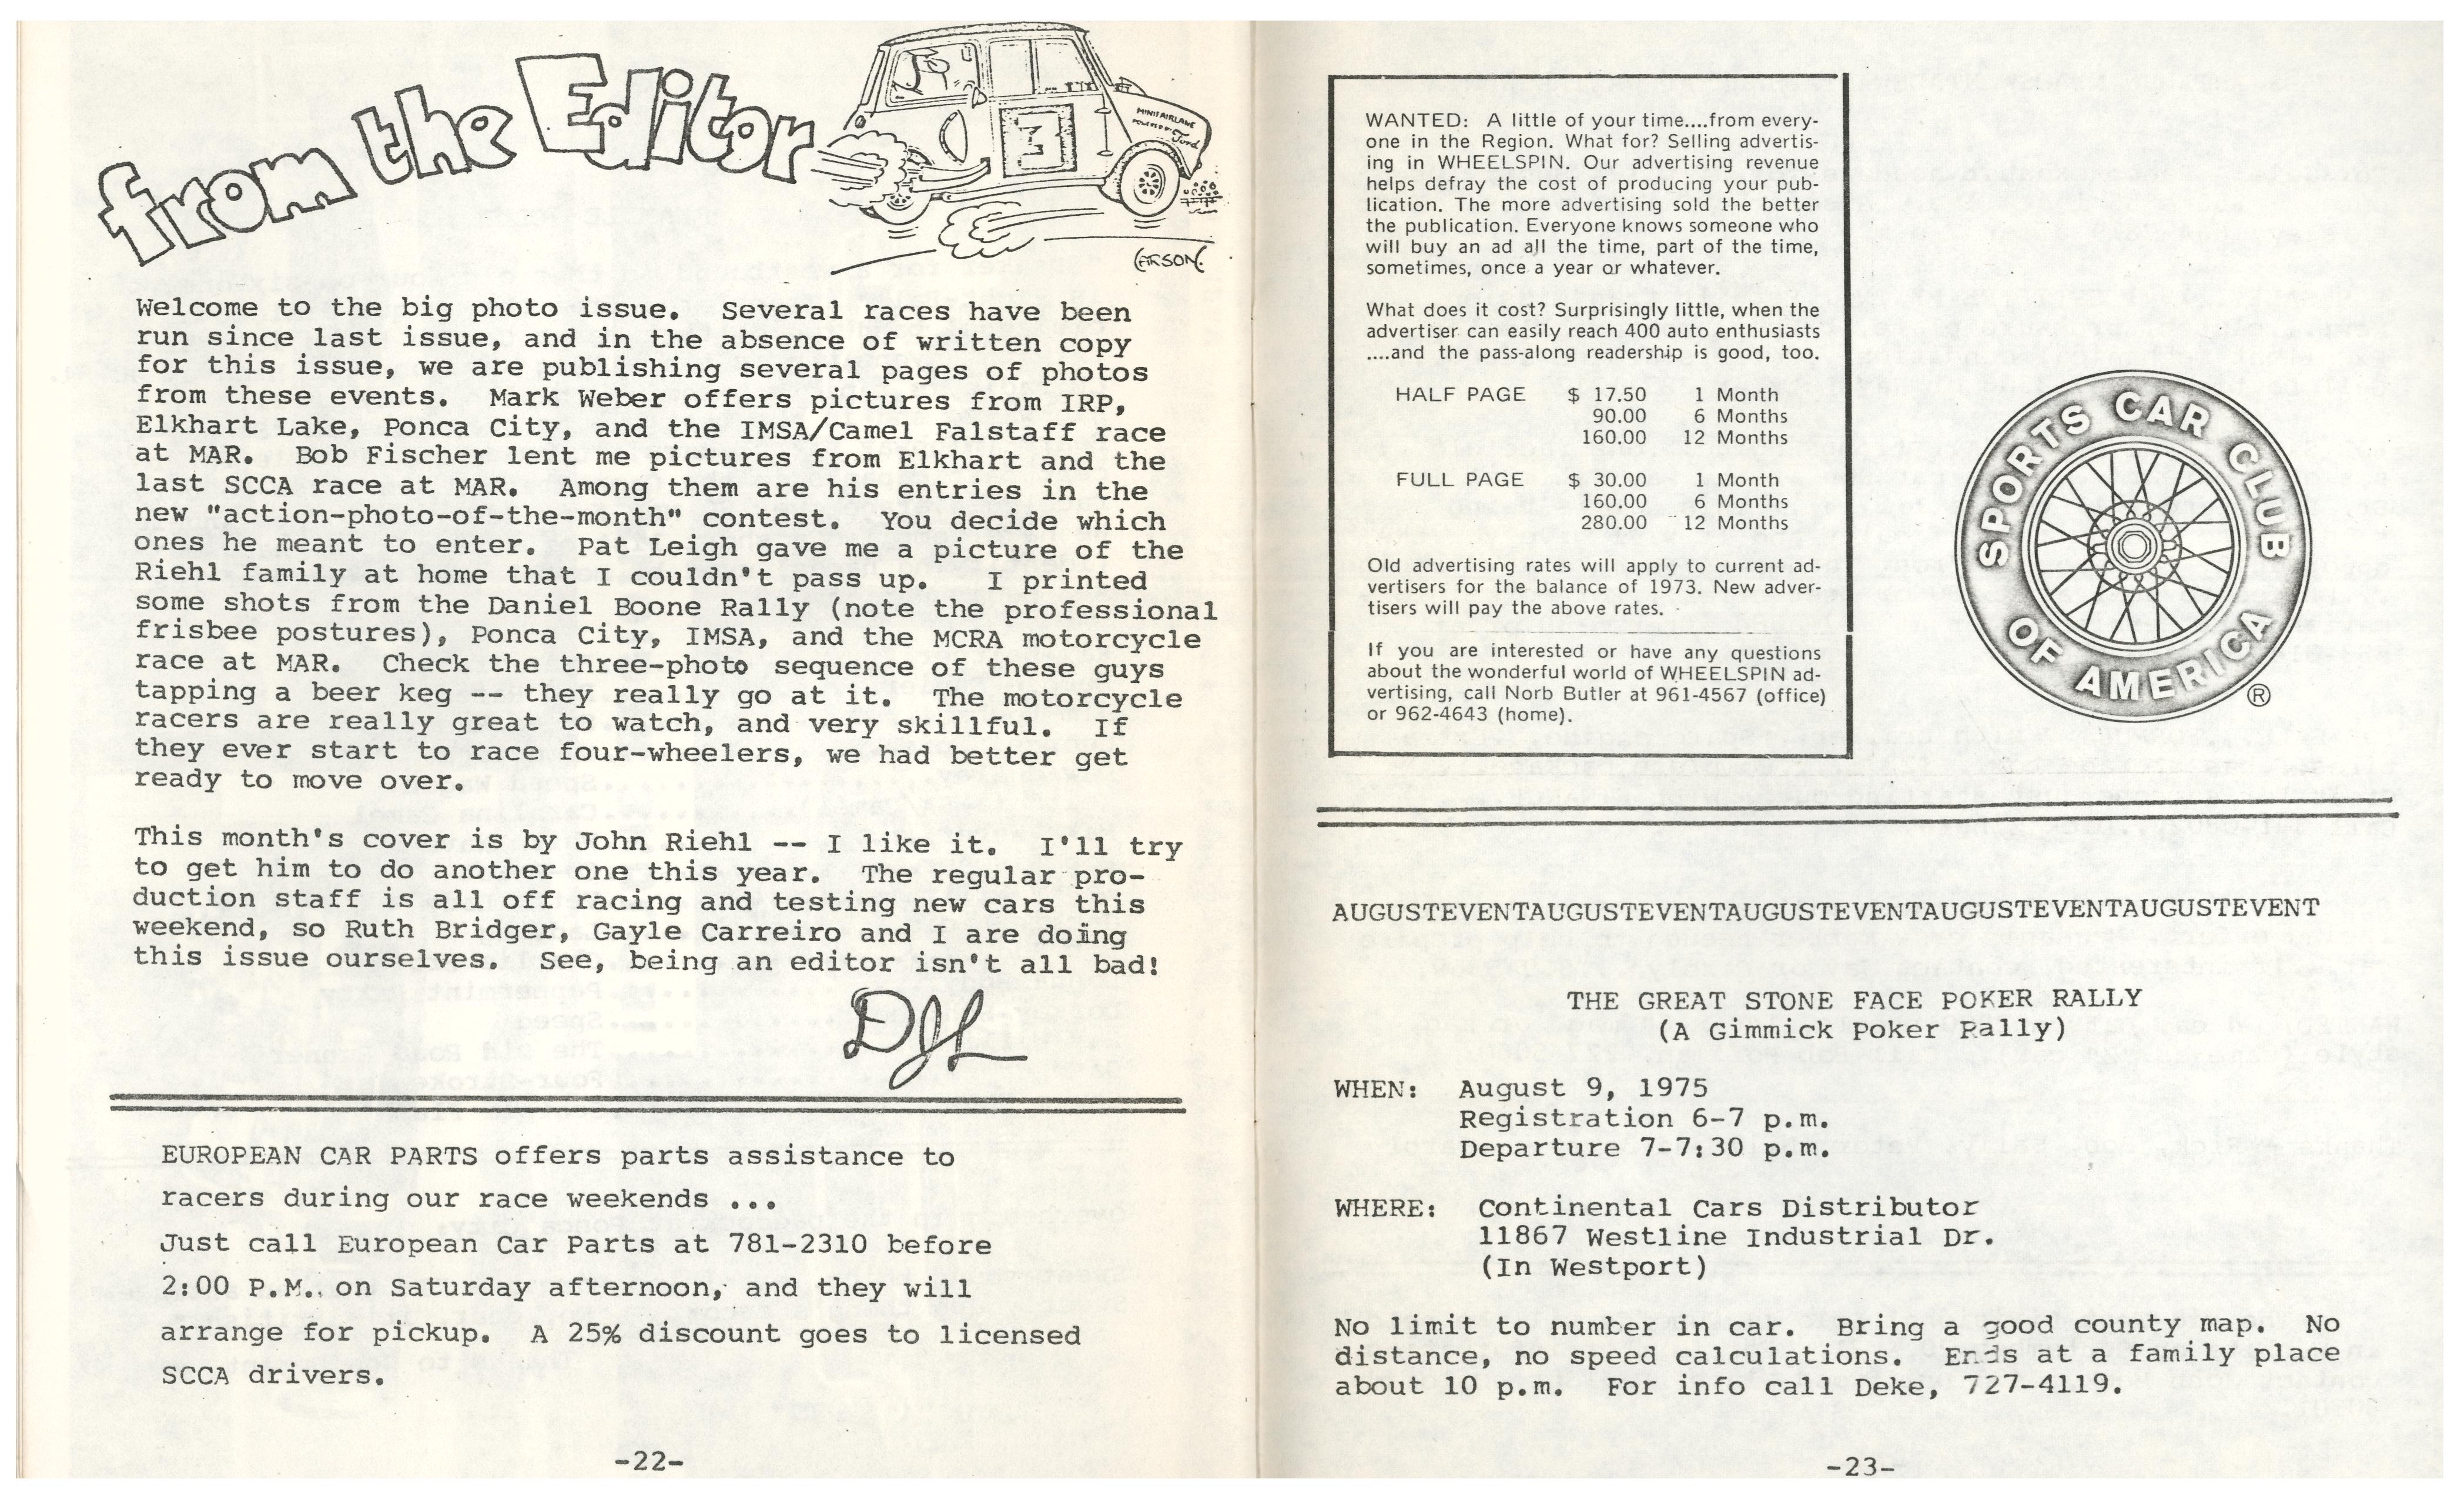 from the Editor
3
MINIFAIRLANE
POWERED BY Ford
CARSON
Welcome to the big photo issue.  Several races have been
run since last issue, and in the absence of written copy
for this issue, we are publishing several pages of photos
from these events.  Mark Weber offers pictures from IRP,
Elkhart Lake, Ponca City, and the IMSA/Camel Falstaff race
at MAR.  Bob Fischer lent me pictures from Elkhart and the
last SCCA race at MAR.  Among them are his entries in the
new "action-photo-of-the-month" contest.  You decide which
ones he meant to enter.  Pat Leigh gave me a picture of the
Riehl family at home that I couldn't pass up.   I printed
some shots from the Daniel Boone Rally (note the professional
frisbee postures), Ponca City, IMSA, and the MCRA motorcycle
race at MAR.  Check the three-photo sequence of these guys
tapping a beer keg -- they really go at it.  The motorcycle
racers are really great to watch, and very skillful.  If
they ever start to race four-wheelers, we had better get
ready to move over.
This month's cover is by John Riehl -- I like it.  I'll try
to get him to do another one this year.  The regular pro-
duction staff is all off racing and testing new cars this
weekend, so Ruth Bridger, Gayle Carreiro and I are doing
this issue ourselves.  See, being an editor isn't all bad!
DJL
EUROPEAN CAR PARTS offers parts assistance to
racers during our race weekends ...
Just call European Car Parts at 781-2310 before
2:00 P.M. on Saturday afternoon, and they will
arrange for pickup.  A 25% discount goes to licensed
SCCA drivers.
-22-
WANTED: A little of your time....from every-
one in the Region. What for? Selling advertis-
ing in WHEELSPIN. Our advertising revenue
helps defray the cost of producing your pub-
lication. The more advertising sold the better
the publication. Everyone knows someone who
will buy an ad all the time, part of the time,
sometimes, once a year or whatever.
What does it cost? Surprisingly little, when the
advertiser can easily reach 400 auto enthusiasts
....and the pass-along readership is good, too.
HALF PAGE $ 17.50 1 Month
90.00 6 Months
160.00 12 Months
FULL PAGE $ 30.00 1 Month
160.00 6 Months
280.00 12 Months
Old advertising rates will apply to current ad-
vertisers for the balance of 1973. New adver-
tisers will pay the above rates.
If you are interested or have any questions
about the wonderful world of WHEELSPIN ad-
vertising, call Norb Butler at 961-4567 (office)
or 962-4643 (home).
SPORTS CAR CLUB
OF AMERICA
®
AUGUSTEVENTAUGUSTEVENTAUGUSTEVENTAUGUSTEVENTAUGUSTEVENT
THE GREAT STONE FACE POKER RALLY
(A Gimmick Poker Rally)
WHEN: August 9, 1975
Registration 6-7 p.m.
Departure 7-7:30 p.m.
WHERE: Continental Cars Distributor
11867 Westline Industrial Dr.
(In Westport)
No limit to number in car.  Bring a good county map.  No
distance, no speed calculations.  Ends at a family place
about 10 p.m.  For info call Deke, 727-4119.
-23-